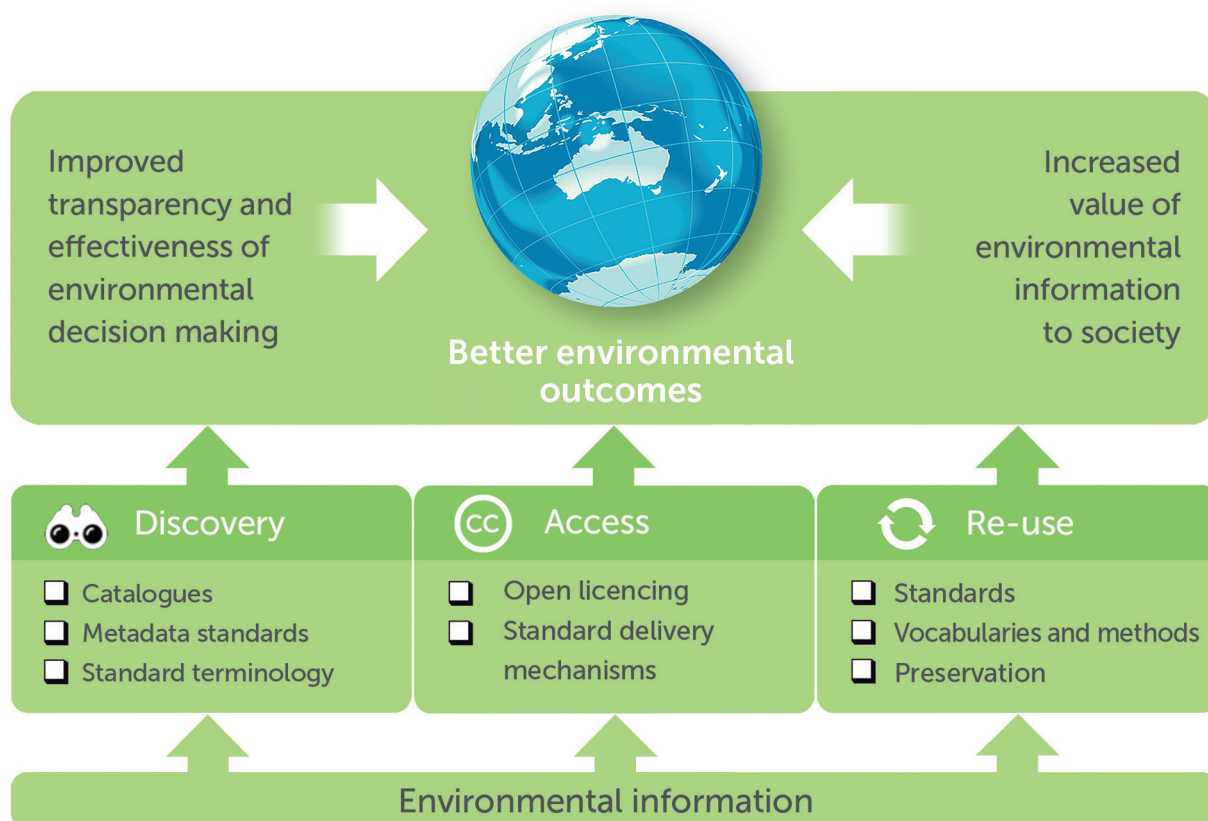 Improved
transparency and
effectiveness of
environmental
decision making
Increased
value of
environmental
information
to society
Better environmental
outcomes
Discovery
Catalogues
Metadata standards
Standard terminology
CC
Access
Open licencing
Standard delivery
mechanisms
Re-use
Standards
Vocabularies and methods
Preservation
Environmental information